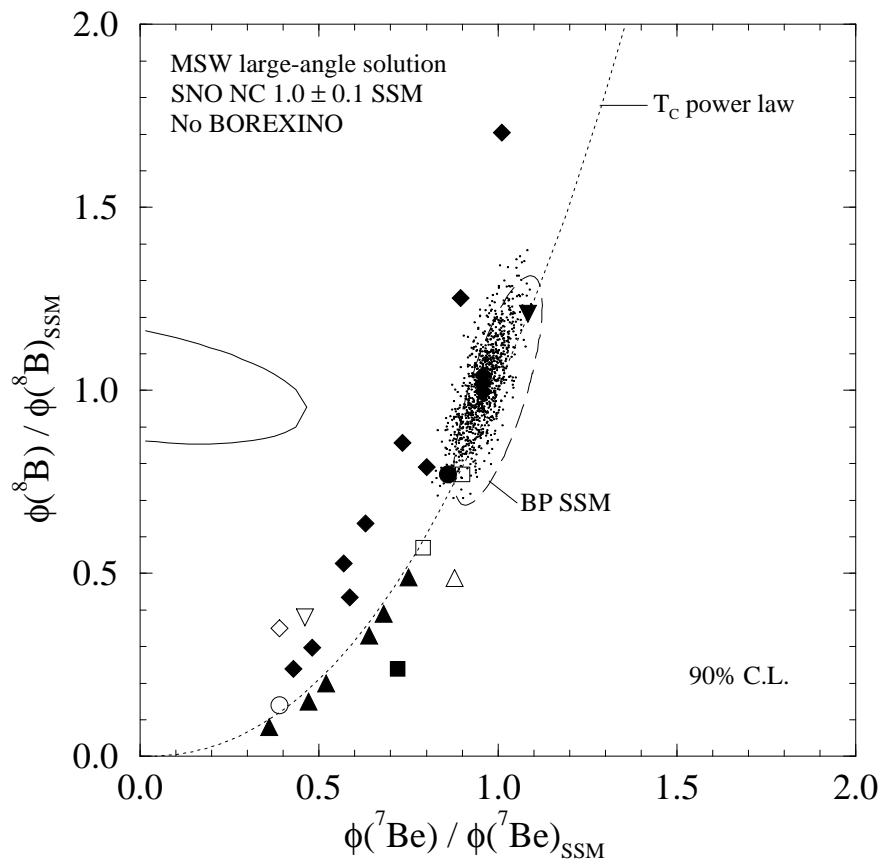 2.0
MSW large-angle solution
SNO NC 1.0 ± 0.1 SSM
No BOREXINO
T_C power law
1.5
1.0
ϕ(⁸B) / ϕ(⁸B)_SSM
BP SSM
0.5
90% C.L.
0.0
0.0 0.5 1.0 1.5 2.0
ϕ(⁷Be) / ϕ(⁷Be)_SSM